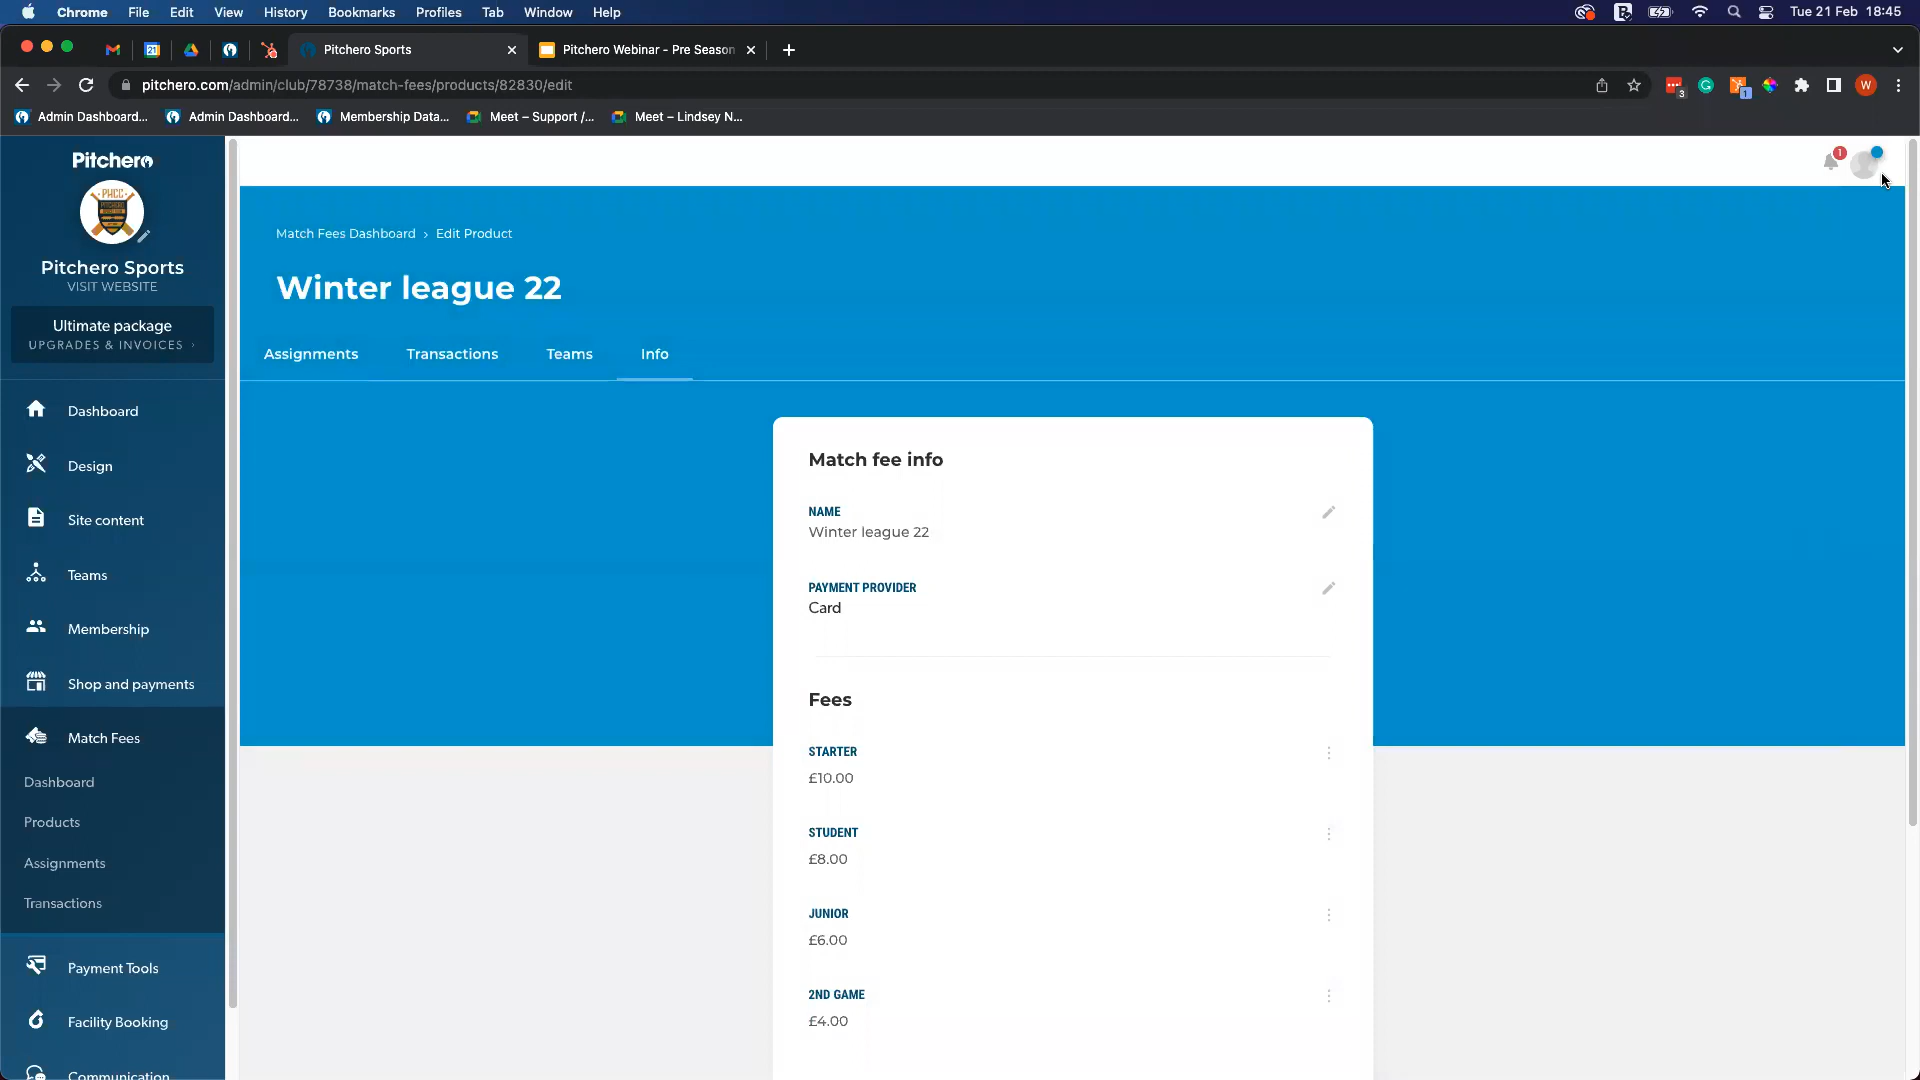 Chrome File Edit View History Bookmarks Profiles Tab Window Help Tue 21 Feb 18:45
21 Pitchero Sports Pitchero Webinar - Pre Season
pitchero.com/admin/club/78738/match-fees/products/82830/edit 3 1 W
Admin Dashboard... Admin Dashboard... Membership Data... Meet – Support /... Meet – Lindsey N...
Pitchero
1
PHCC
Pitchero Sports
VISIT WEBSITE
Ultimate package
UPGRADES & INVOICES ›
Dashboard
Design
Site content
Teams
Membership
Shop and payments
Match Fees
Dashboard
Products
Assignments
Transactions
Payment Tools
Facility Booking
Communication
Match Fees Dashboard › Edit Product
Winter league 22
Assignments Transactions Teams Info
Match fee info
NAME
Winter league 22
PAYMENT PROVIDER
Card
Fees
STARTER
£10.00
STUDENT
£8.00
JUNIOR
£6.00
2ND GAME
£4.00